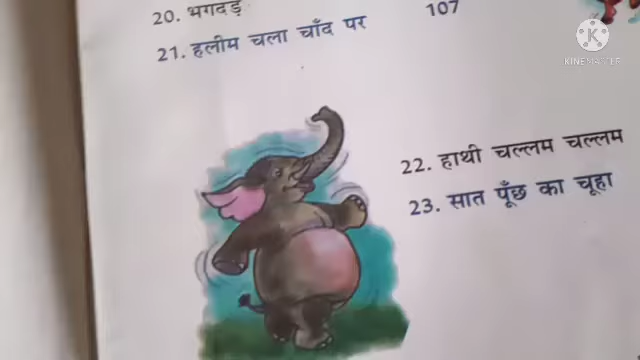 20. भगदड़
107
21. हलीम चला चाँद पर
22. हाथी चल्लम चल्लम
23. सात पूँछ का चूहा
KINEMASTER